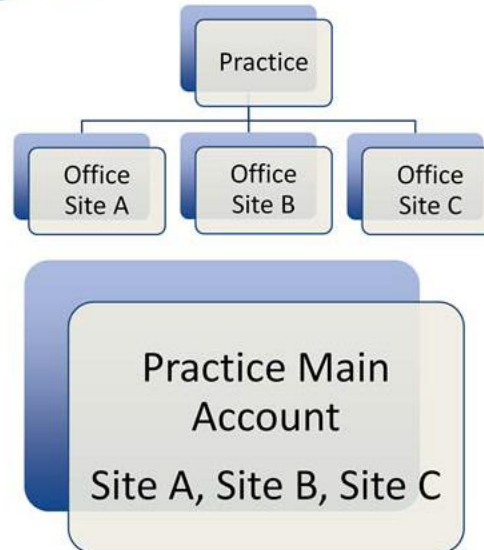 Practice
Office
Site A
Office
Site B
Office
Site C
Practice Main
Account
Site A, Site B, Site C